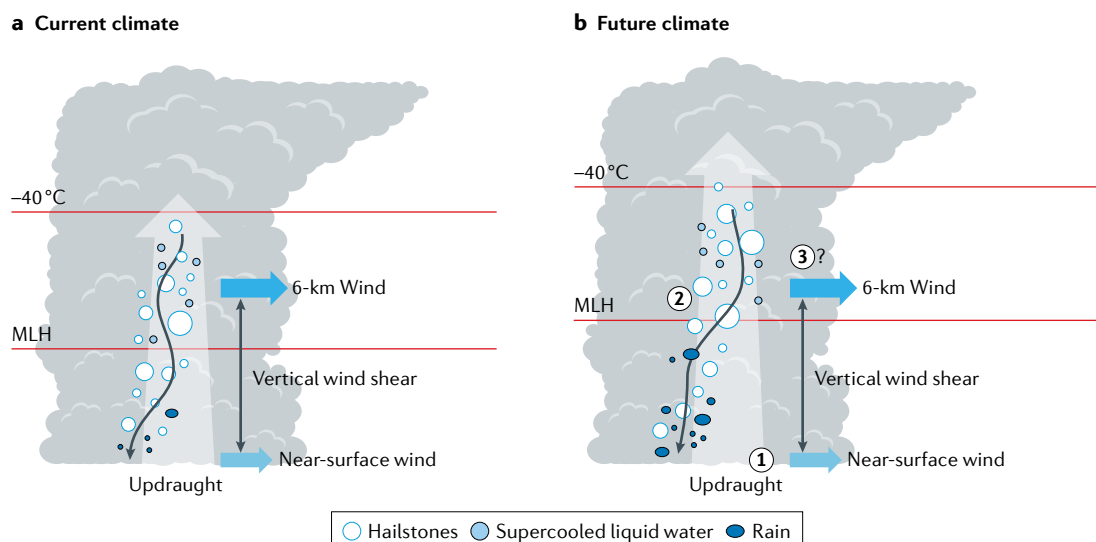 a Current climate
−40 °C
MLH
6-km Wind
Vertical wind shear
Near-surface wind
Updraught
b Future climate
−40 °C
MLH
3 ?
2
6-km Wind
Vertical wind shear
1
Near-surface wind
Updraught
Hailstones Supercooled liquid water Rain